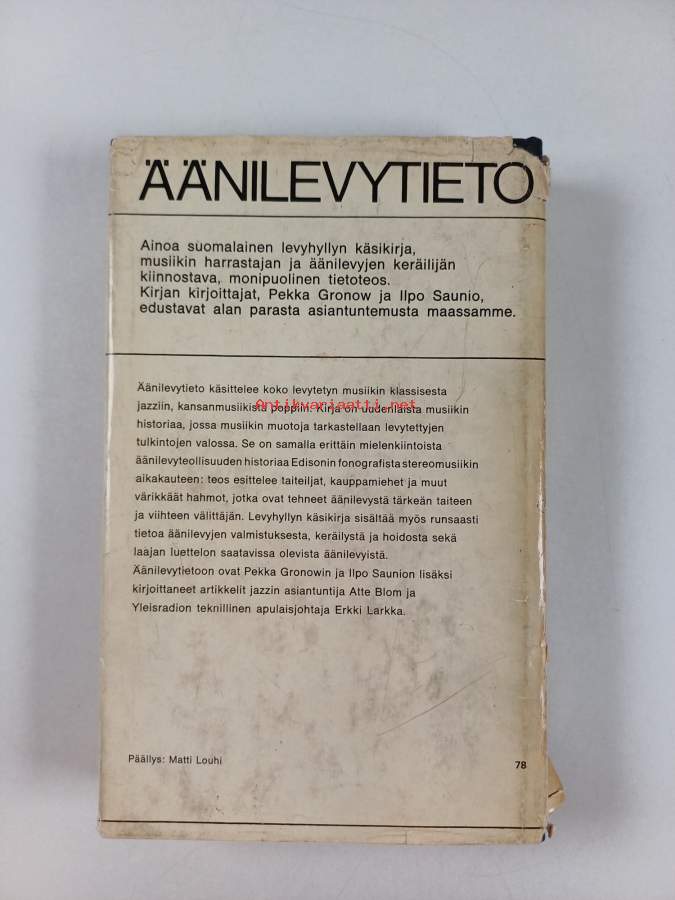 ÄÄNILEVYTIETO
Ainoa suomalainen levyhyllyn käsikirja,
musiikin harrastajan ja äänilevyjen keräilijän
kiinnostava, monipuolinen tietoteos.
Kirjan kirjoittajat, Pekka Gronow ja Ilpo Saunio,
edustavat alan parasta asiantuntemusta maassamme.
Äänilevytieto käsittelee koko levytetyn musiikin klassisesta
jazziin, kansanmusiikista poppiin. Kirja on uudenlaista musiikin
Antikvariaatti.net
historiaa, jossa musiikin muotoja tarkastellaan levytettyjen
tulkintojen valossa. Se on samalla erittäin mielenkiintoista
äänilevyteollisuuden historiaa Edisonin fonografista stereomusiikin
aikakauteen: teos esittelee taiteiljat, kauppamiehet ja muut
värikkäät hahmot, jotka ovat tehneet äänilevystä tärkeän taiteen
ja viihteen välittäjän. Levyhyllyn käsikirja sisältää myös runsaasti
tietoa äänilevyjen valmistuksesta, keräilystä ja hoidosta sekä
laajan luettelon saatavissa olevista äänilevyistä.
Äänilevytietoon ovat Pekka Gronowin ja Ilpo Saunion lisäksi
kirjoittaneet artikkelit jazzin asiantuntija Atte Blom ja
Yleisradion teknillinen apulaisjohtaja Erkki Larkka.
Päällys: Matti Louhi
78